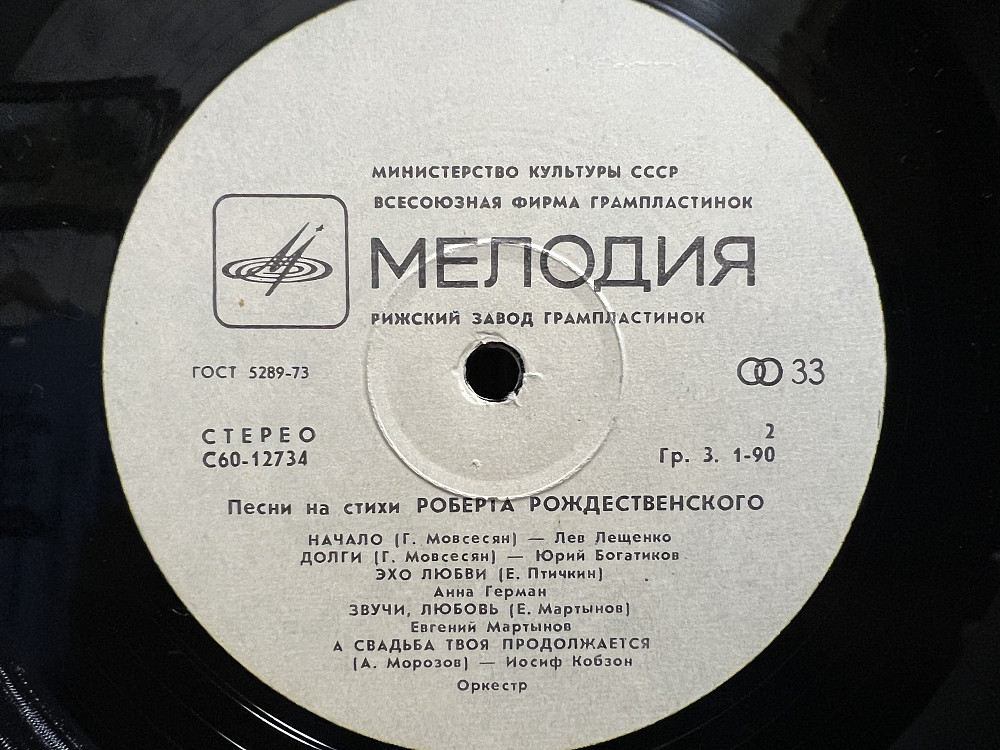 МИНИСТЕРСТВО КУЛЬТУРЫ СССР
ВСЕСОЮЗНАЯ ФИРМА ГРАМПЛАСТИНОК
МЕЛОДИЯ
РИЖСКИЙ ЗАВОД ГРАМПЛАСТИНОК
ГОСТ 5289-73
33
СТЕРЕО
С60-12734
2
Гр. 3. 1-90
Песни на стихи РОБЕРТА РОЖДЕСТВЕНСКОГО
НАЧАЛО (Г. Мовсесян) — Лев Лещенко
ДОЛГИ (Г. Мовсесян) — Юрий Богатиков
ЭХО ЛЮБВИ (Е. Птичкин)
Анна Герман
ЗВУЧИ, ЛЮБОВЬ (Е. Мартынов)
Евгений Мартынов
А СВАДЬБА ТВОЯ ПРОДОЛЖАЕТСЯ
(А. Морозов) — Иосиф Кобзон
Оркестр